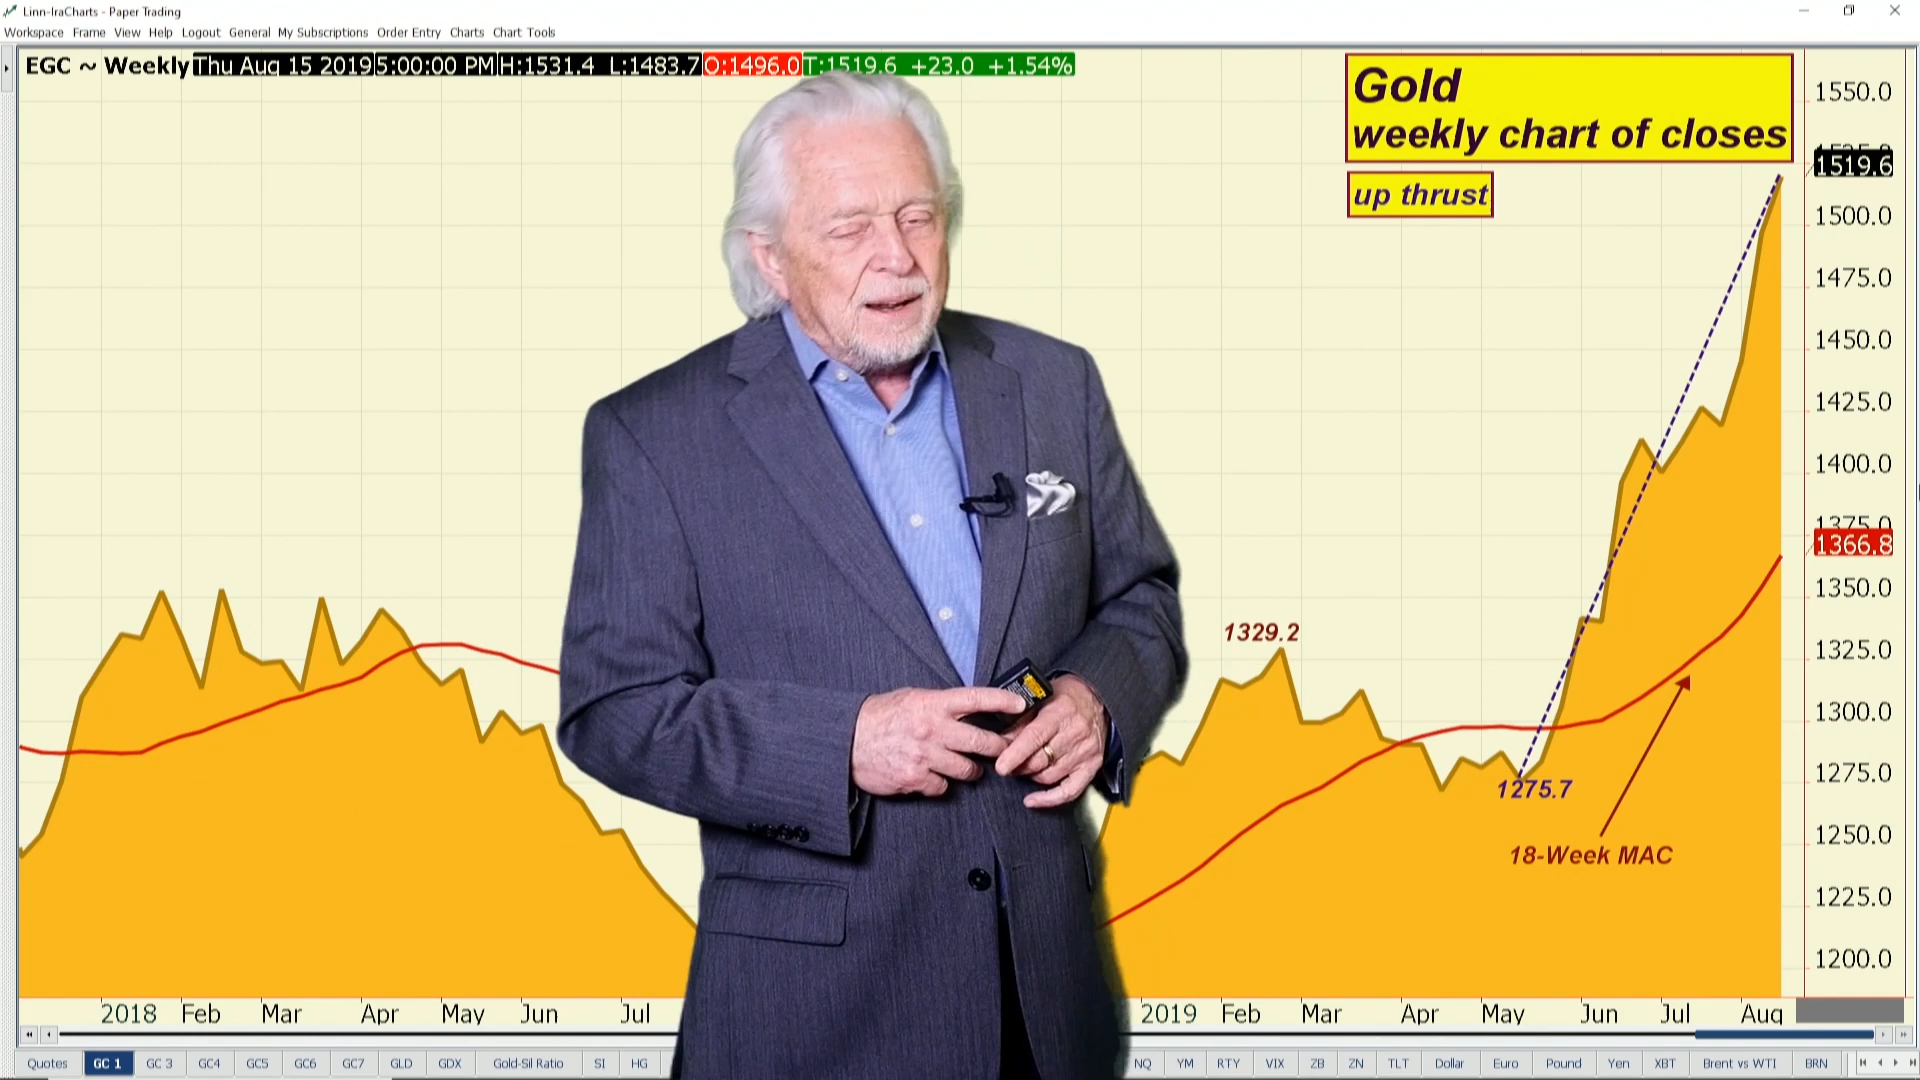 Linn-IraCharts - Paper Trading
Workspace Frame View Help Logout General My Subscriptions Order Entry Charts Chart Tools
EGC ~ Weekly Thu Aug 15 2019 5:00:00 PM H:1531.4 L:1483.7 O:1496.0 T:1519.6 +23.0 +1.54%
Gold
weekly chart of closes
up thrust
1550.0
1519.6
1500.0
1475.0
1450.0
1425.0
1400.0
1375.0
1366.8
1350.0
1325.0
1300.0
1275.0
1250.0
1225.0
1200.0
1329.2
1275.7
18-Week MAC
2018 Feb Mar Apr May Jun Jul 2019 Feb Mar Apr May Jun Jul Aug
Quotes GC 1 GC 3 GC4 GC5 GC6 GC7 GLD GDX Gold-Sil Ratio SI HG NQ YM RTY VIX ZB ZN TLT Dollar Euro Pound Yen XBT Brent vs WTI BRN